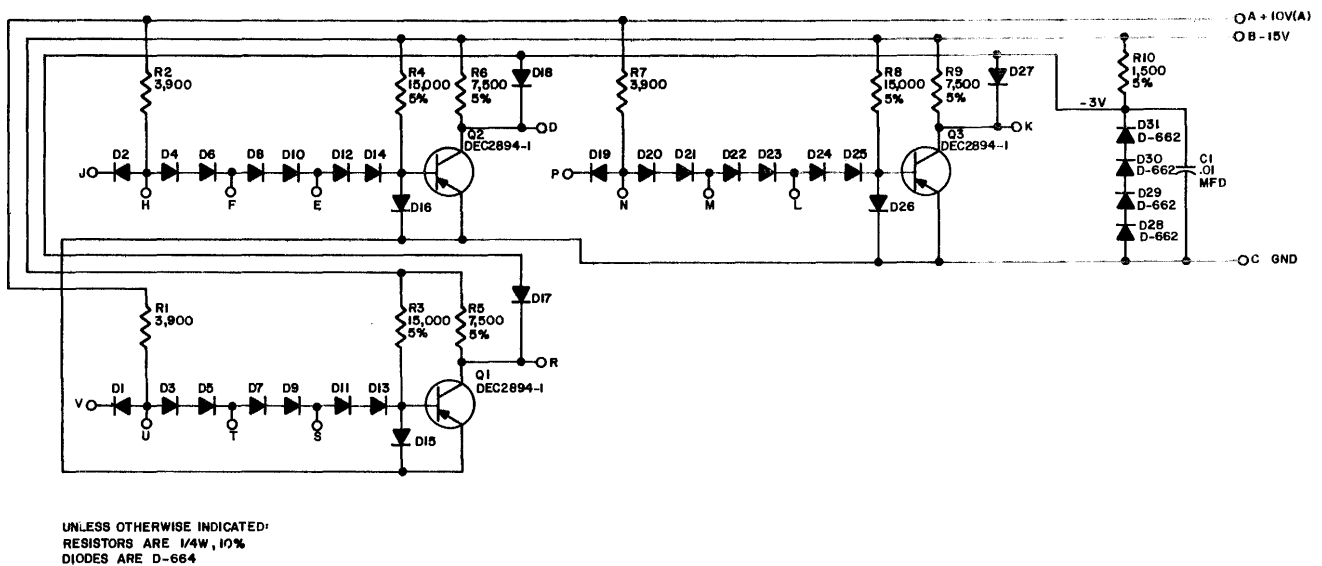 A +10V(A)
B -15V
R2
3,900
R4
15,000
5%
R6
7,500
5%
D18
R7
3,900
R8
15,000
5%
R9
7,500
5%
D27
R10
1,500
5%
-3V
D
K
Q2
DEC2894-1
Q3
DEC2894-1
D31
D-662
D30
D-662
D29
D-662
D28
D-662
C1
.01
MFD
J
D2
D4
D6
D8
D10
D12
D14
P
D19
D20
D21
D22
D23
D24
D25
H
F
E
D16
N
M
L
D26
C GND
R1
3,900
R3
15,000
5%
R5
7,500
5%
D17
R
Q1
DEC2894-1
V
D1
D3
D5
D7
D9
D11
D13
U
T
S
D15
UNLESS OTHERWISE INDICATED:
RESISTORS ARE 1/4W, 10%
DIODES ARE D-664